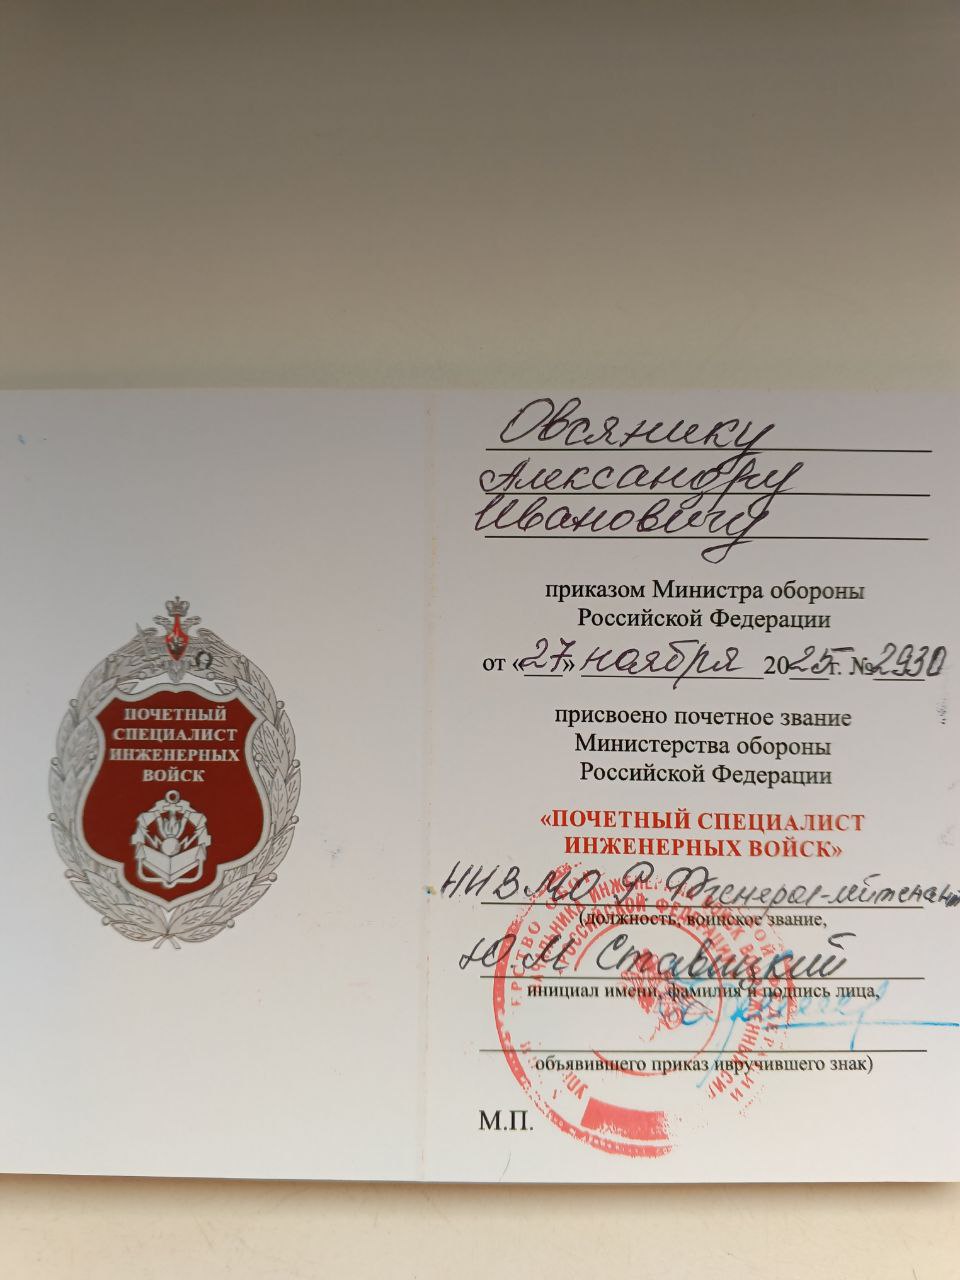 ПОЧЕТНЫЙ
СПЕЦИАЛИСТ
ИНЖЕНЕРНЫХ
ВОЙСК
Овсянику
Александру
Ивановичу
приказом Министра обороны
Российской Федерации
от «27» ноября 2025г. №2930
присвоено почетное звание
Министерства обороны
Российской Федерации
«ПОЧЕТНЫЙ СПЕЦИАЛИСТ
ИНЖЕНЕРНЫХ ВОЙСК»
НИВ МО РФ генерал-лейтенант
(должность, воинское звание,
Ю.М Ставицкий
инициал имени, фамилия и подпись лица,
объявившего приказ ивручившего знак)
М.П.